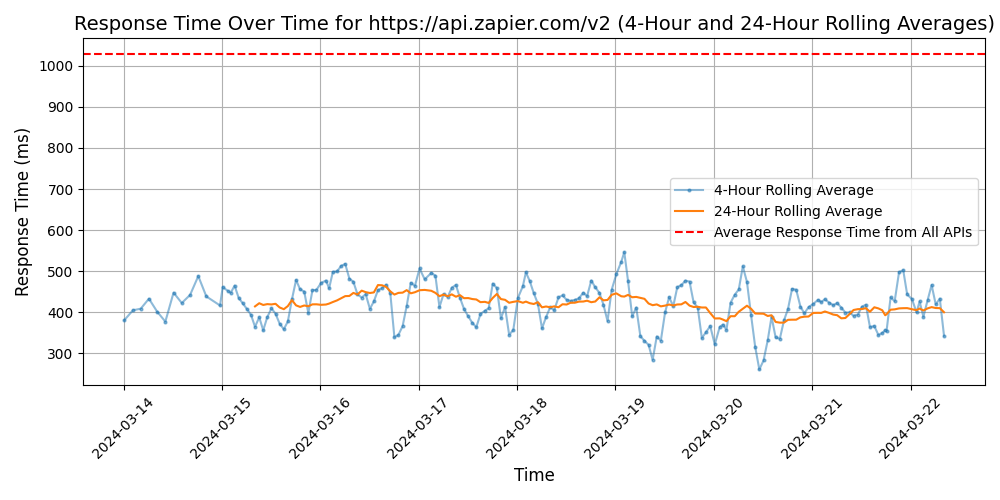 Response Time Over Time for https://api.zapier.com/v2 (4-Hour and 24-Hour Rolling Averages)
Response Time (ms)
1000
900
800
700
600
500
400
300
4-Hour Rolling Average
24-Hour Rolling Average
Average Response Time from All APIs
2024-03-14
2024-03-15
2024-03-16
2024-03-17
2024-03-18
2024-03-19
2024-03-20
2024-03-21
2024-03-22
Time